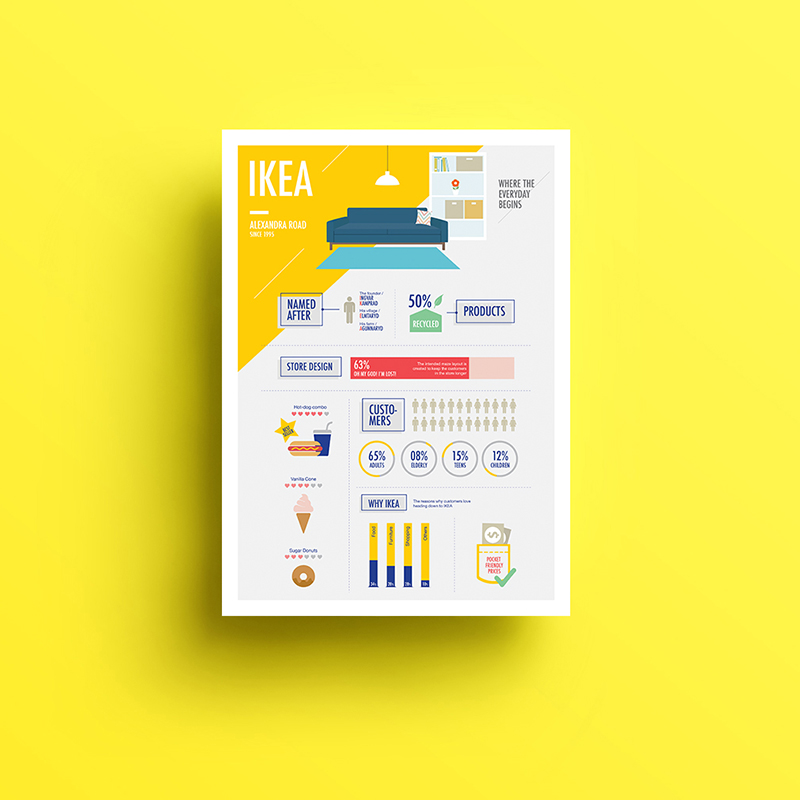 IKEA
ALEXANDRA ROAD
SINCE 1995
WHERE THE
EVERYDAY
BEGINS
NAMED
AFTER
The founder /
INGVAR
KAMPRAD
His village /
ELMTARYD
His farm /
AGUNNARYD
50%
RECYCLED
PRODUCTS
STORE DESIGN
63%
OH MY GOD! I'M LOST!
The intended maze layout is
created to keep the customers
in the store longer
Hot-dog combo
BEST
Vanilla Cone
Sugar Donuts
CUSTO-
MERS
65%
ADULTS
08%
ELDERLY
15%
TEENS
12%
CHILDREN
WHY IKEA
The reasons why customers love
heading down to IKEA
Food
Furniture
Shopping
Others
POCKET
FRIENDLY
PRICES